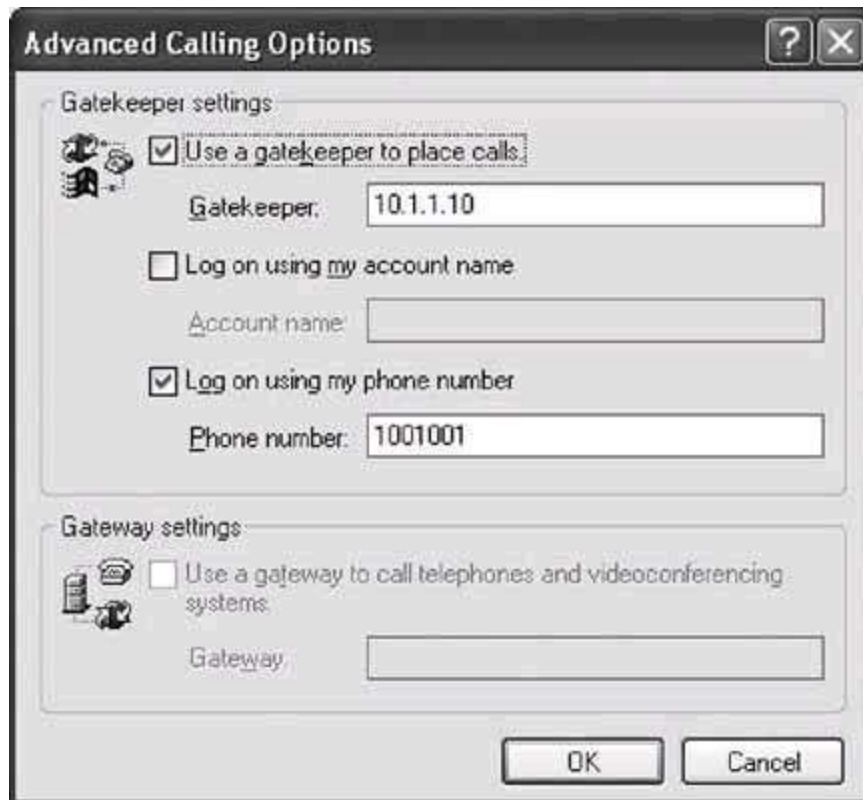 Advanced Calling Options
Gatekeeper settings
Use a gatekeeper to place calls.
Gatekeeper: 10.1.1.10
Log on using my account name
Account name:
Log on using my phone number
Phone number: 1001001
Gateway settings
Use a gateway to call telephones and videoconferencing
systems.
Gateway
OK Cancel